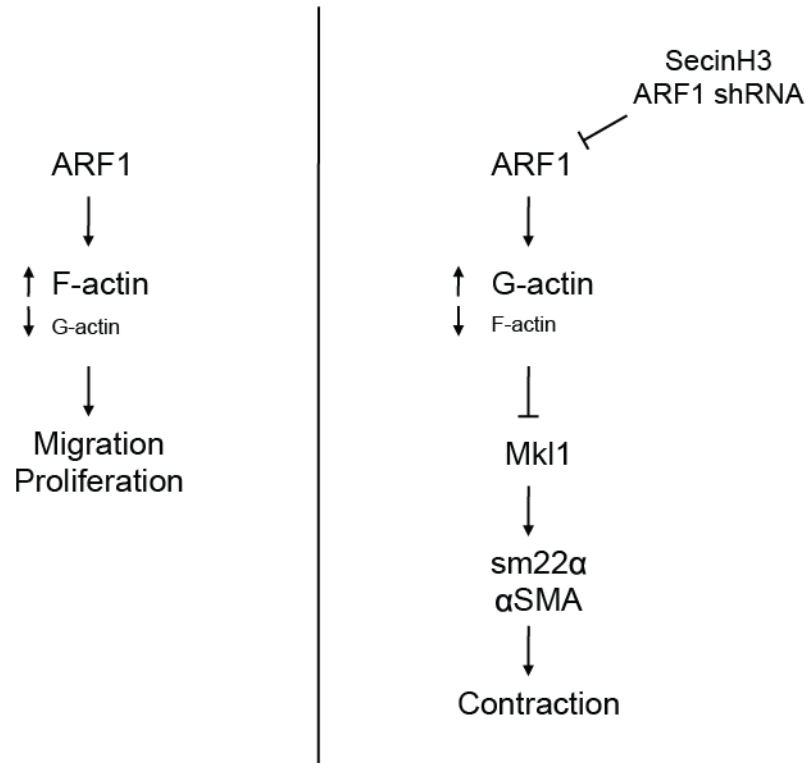 ARF1
F-actin
G-actin
Migration
Proliferation
SecinH3
ARF1 shRNA
ARF1
G-actin
F-actin
Mkl1
sm22α
αSMA
Contraction